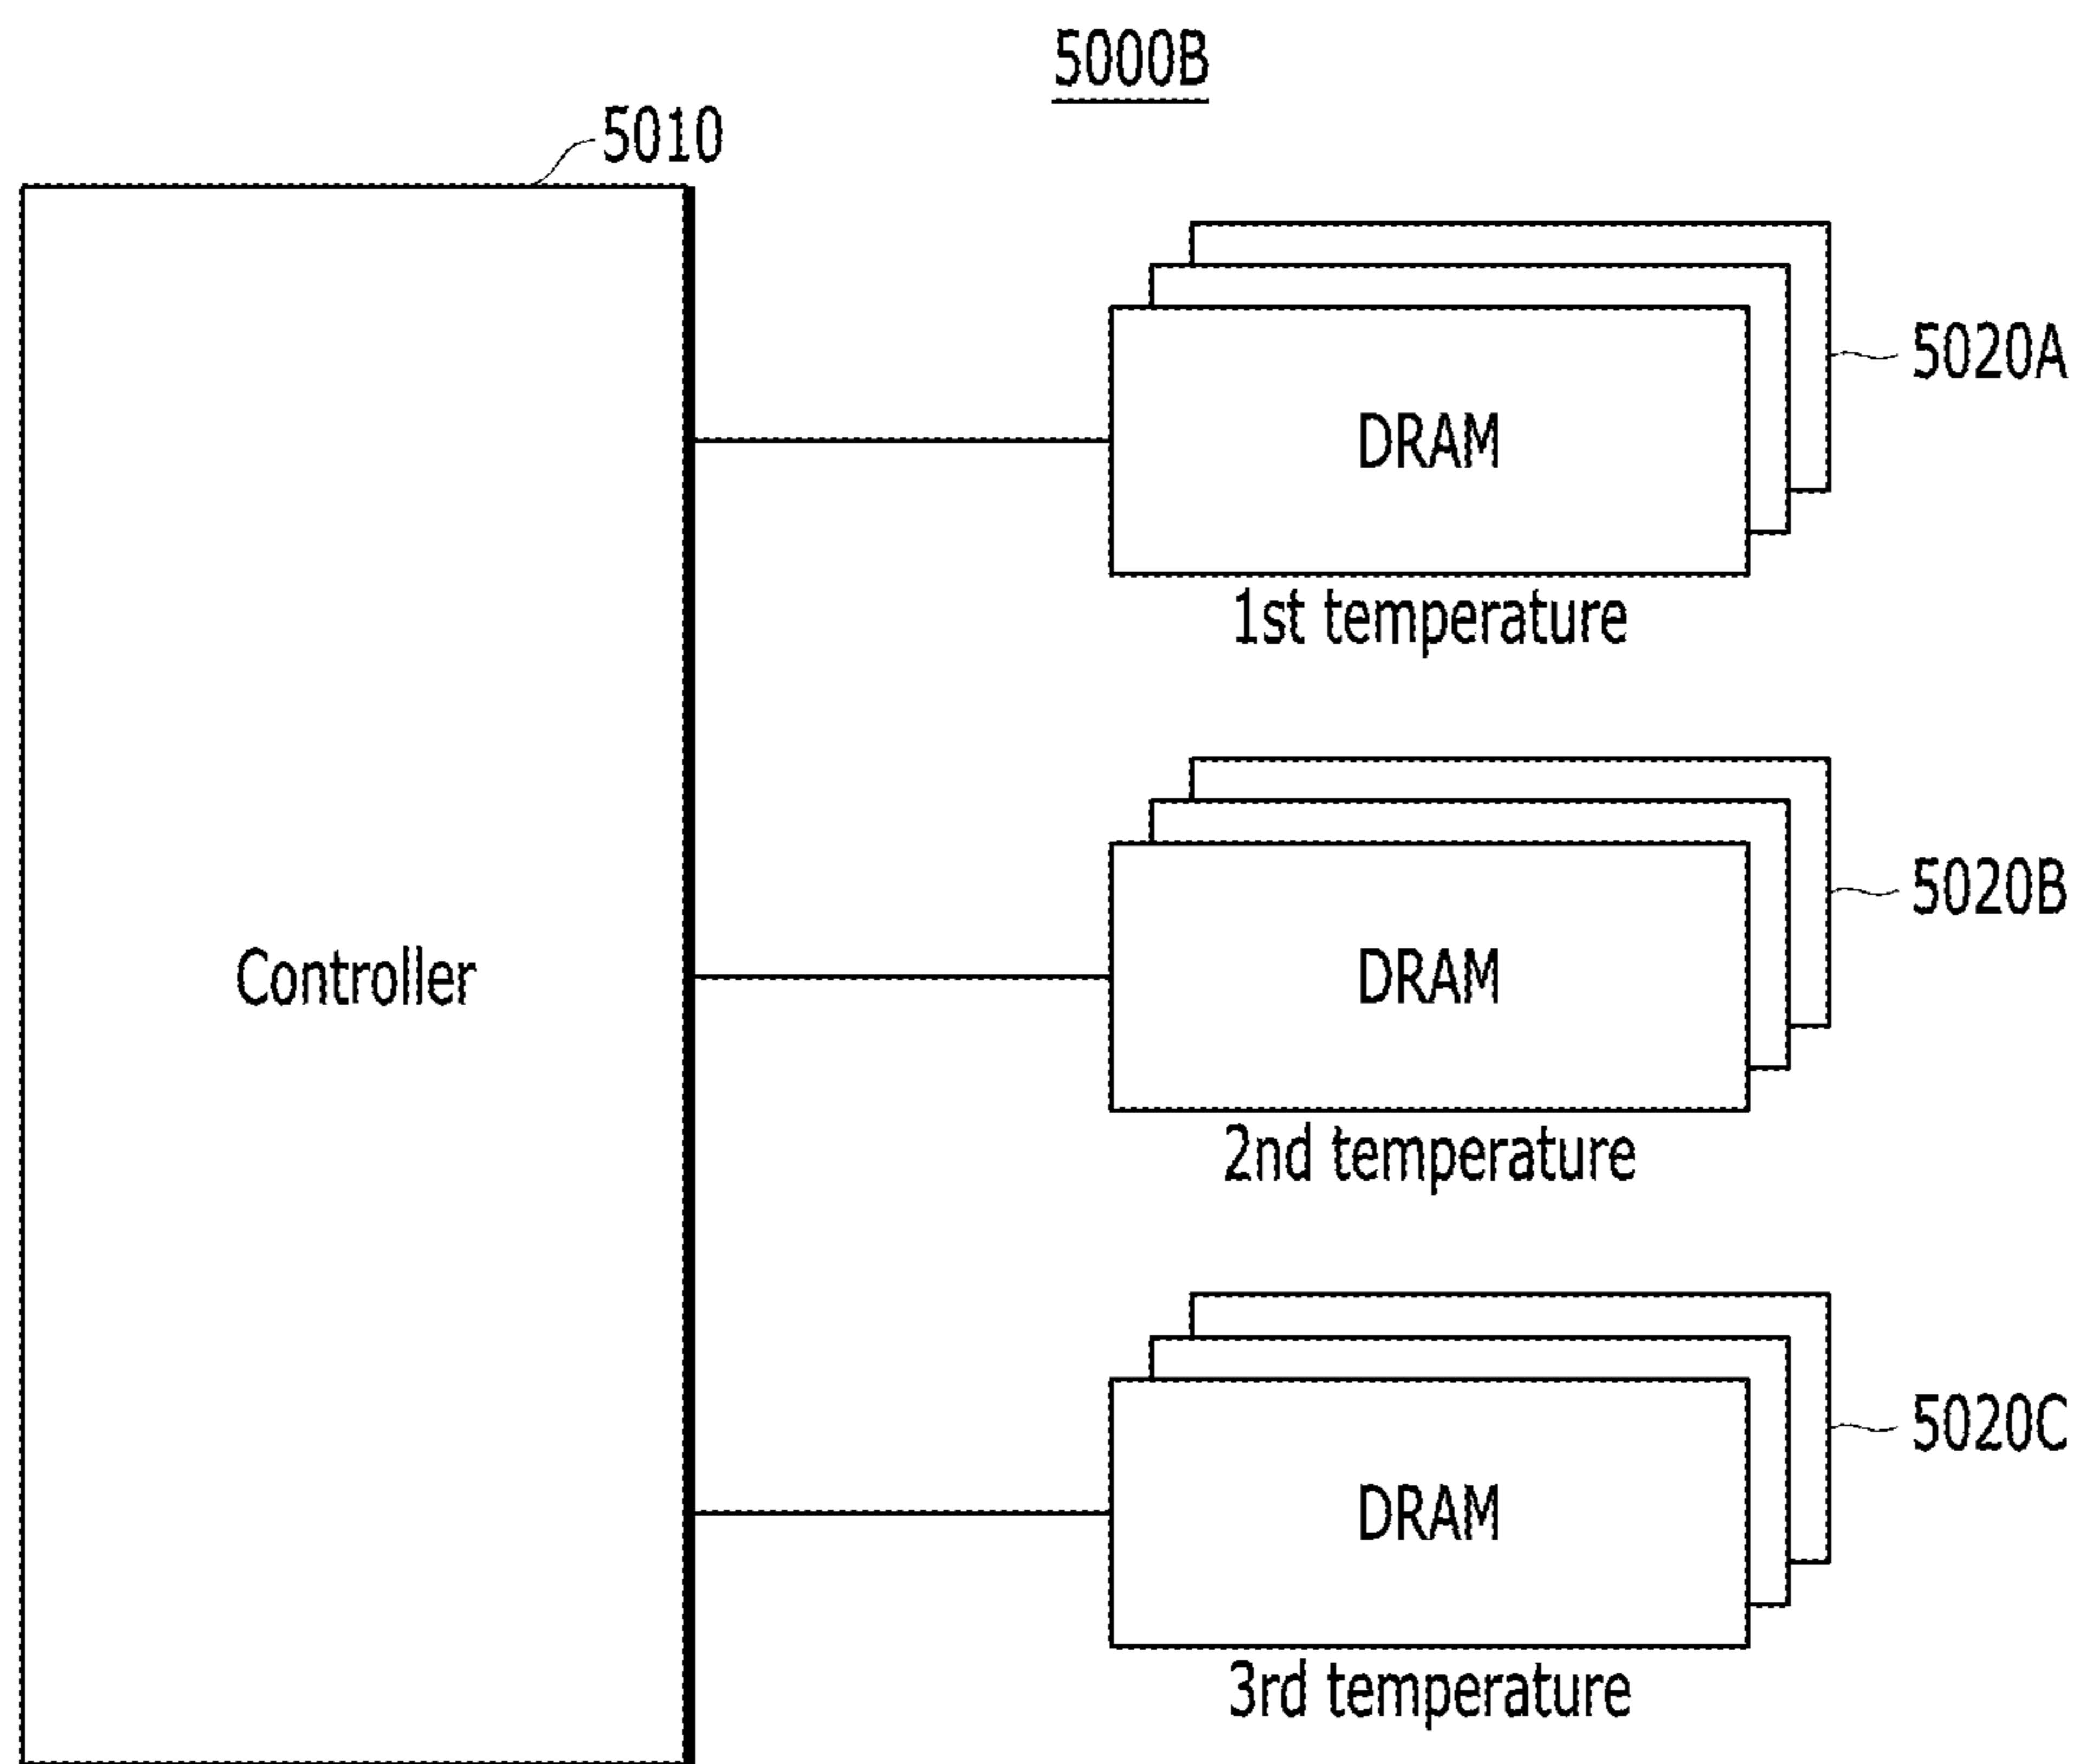 5000B
5010
5020A
DRAM
1st temperature
5020B
Controller
DRAM
2nd temperature
5020C
DRAM
3rd temperature